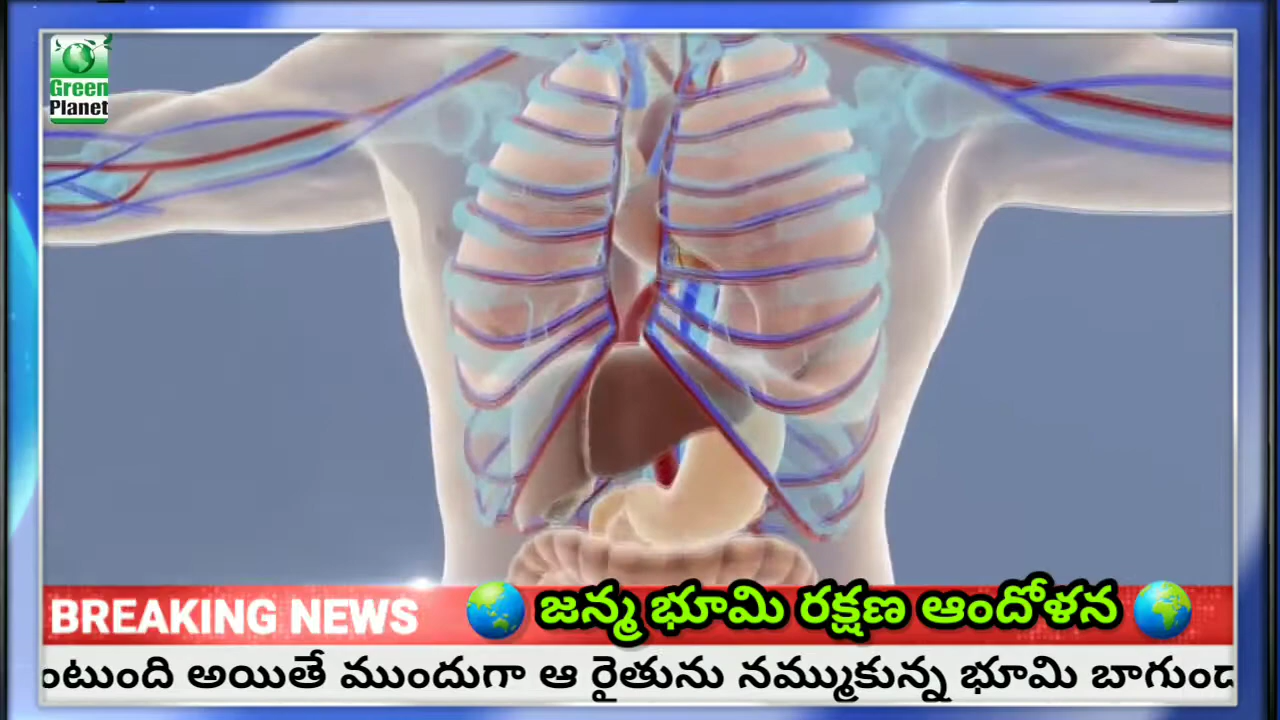 Green
Planet
BREAKING NEWS
జన్మ భూమి రక్షణ ఆందోళన
అయితే ముందుగా ఆ రైతును నమ్ముకున్న భూమి